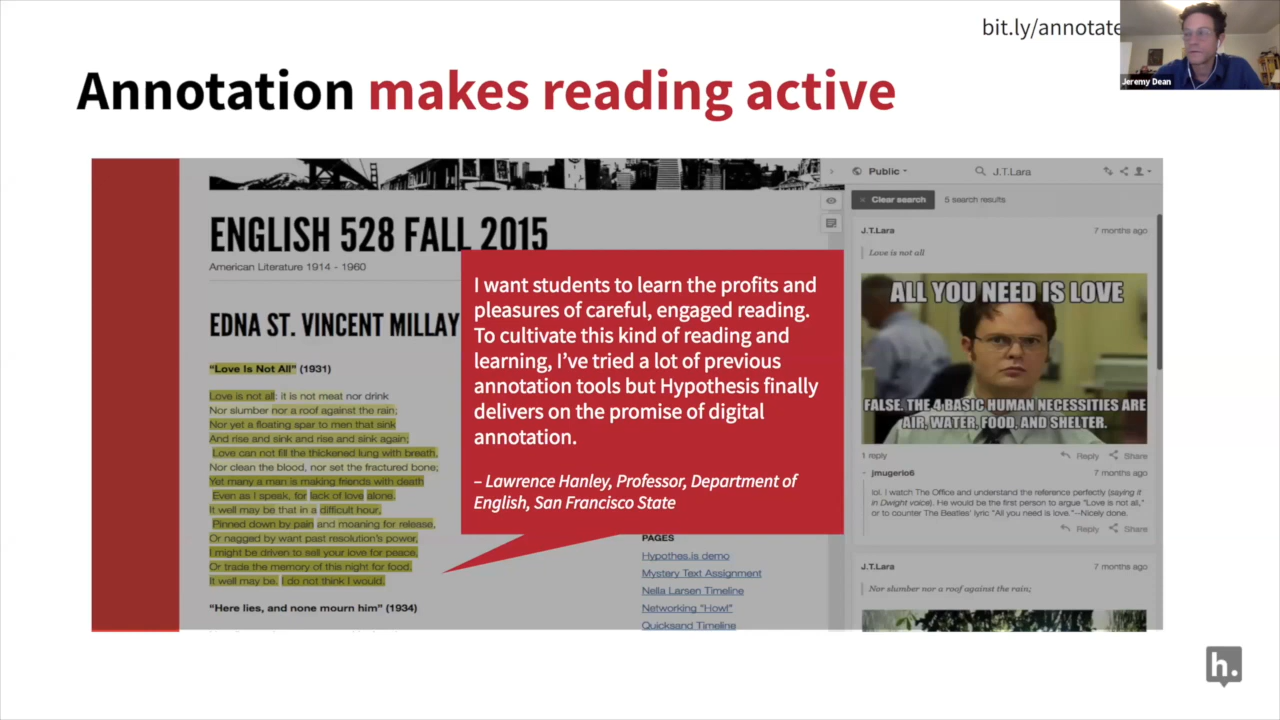 bit.ly/annotate
Jeremy Dean
Annotation makes reading active
ENGLISH 528 FALL 2015
American Literature 1914 - 1960
EDNA ST. VINCENT MILLAY
"Love Is Not All" (1931)
Love is not all: it is not meat nor drink
Nor slumber nor a roof against the rain;
Nor yet a floating spar to men that sink
And rise and sink and rise and sink again;
Love can not fill the thickened lung with breath,
Nor clean the blood, nor set the fractured bone;
Yet many a man is making friends with death
Even as I speak, for lack of love alone.
It well may be that in a difficult hour,
Pinned down by pain and moaning for release,
Or nagged by want past resolution's power,
I might be driven to sell your love for peace,
Or trade the memory of this night for food.
It well may be. I do not think I would.
"Here lies, and none mourn him" (1934)
I want students to learn the profits and
pleasures of careful, engaged reading.
To cultivate this kind of reading and
learning, I've tried a lot of previous
annotation tools but Hypothesis finally
delivers on the promise of digital
annotation.
– Lawrence Hanley, Professor, Department of
English, San Francisco State
PAGES
Hypothes.is demo
Mystery Text Assignment
Nella Larsen Timeline
Networking "Howl"
Quicksand Timeline
Public
J.T.Lara
× Clear search
5 search results
J.T.Lara 7 months ago
Love is not all
ALL YOU NEED IS LOVE
FALSE. THE 4 BASIC HUMAN NECESSITIES ARE
AIR, WATER, FOOD, AND SHELTER.
1 reply
Reply Share
jmugerio6 7 months ago
lol. I watch The Office and understand the reference perfectly (saying it
in Dwight voice). He would be the first person to argue "Love is not all,"
or to counter The Beatles' lyric "All you need is love."--Nicely done.
Reply Share
J.T.Lara 7 months ago
Nor slumber nor a roof against the rain;
h.